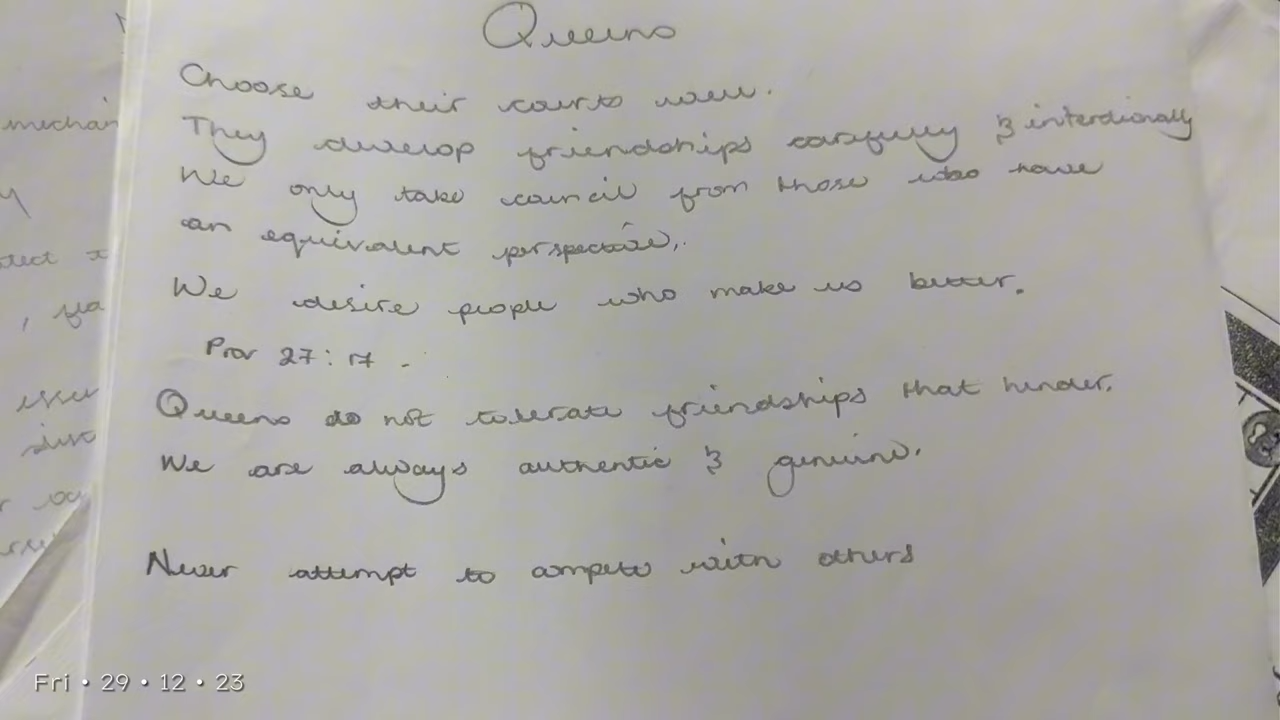 Queens
Choose their courts well.
They develop friendships carefully & intentionally
We only take council from those who have
an equivalent perspective,.
We desire people who make us better.
Prov 27:17 -
Queens do not tolerate friendships that hinder.
We are always authentic & genuine.
Never attempt to compete with others
mechan
Fri • 29 • 12 • 23